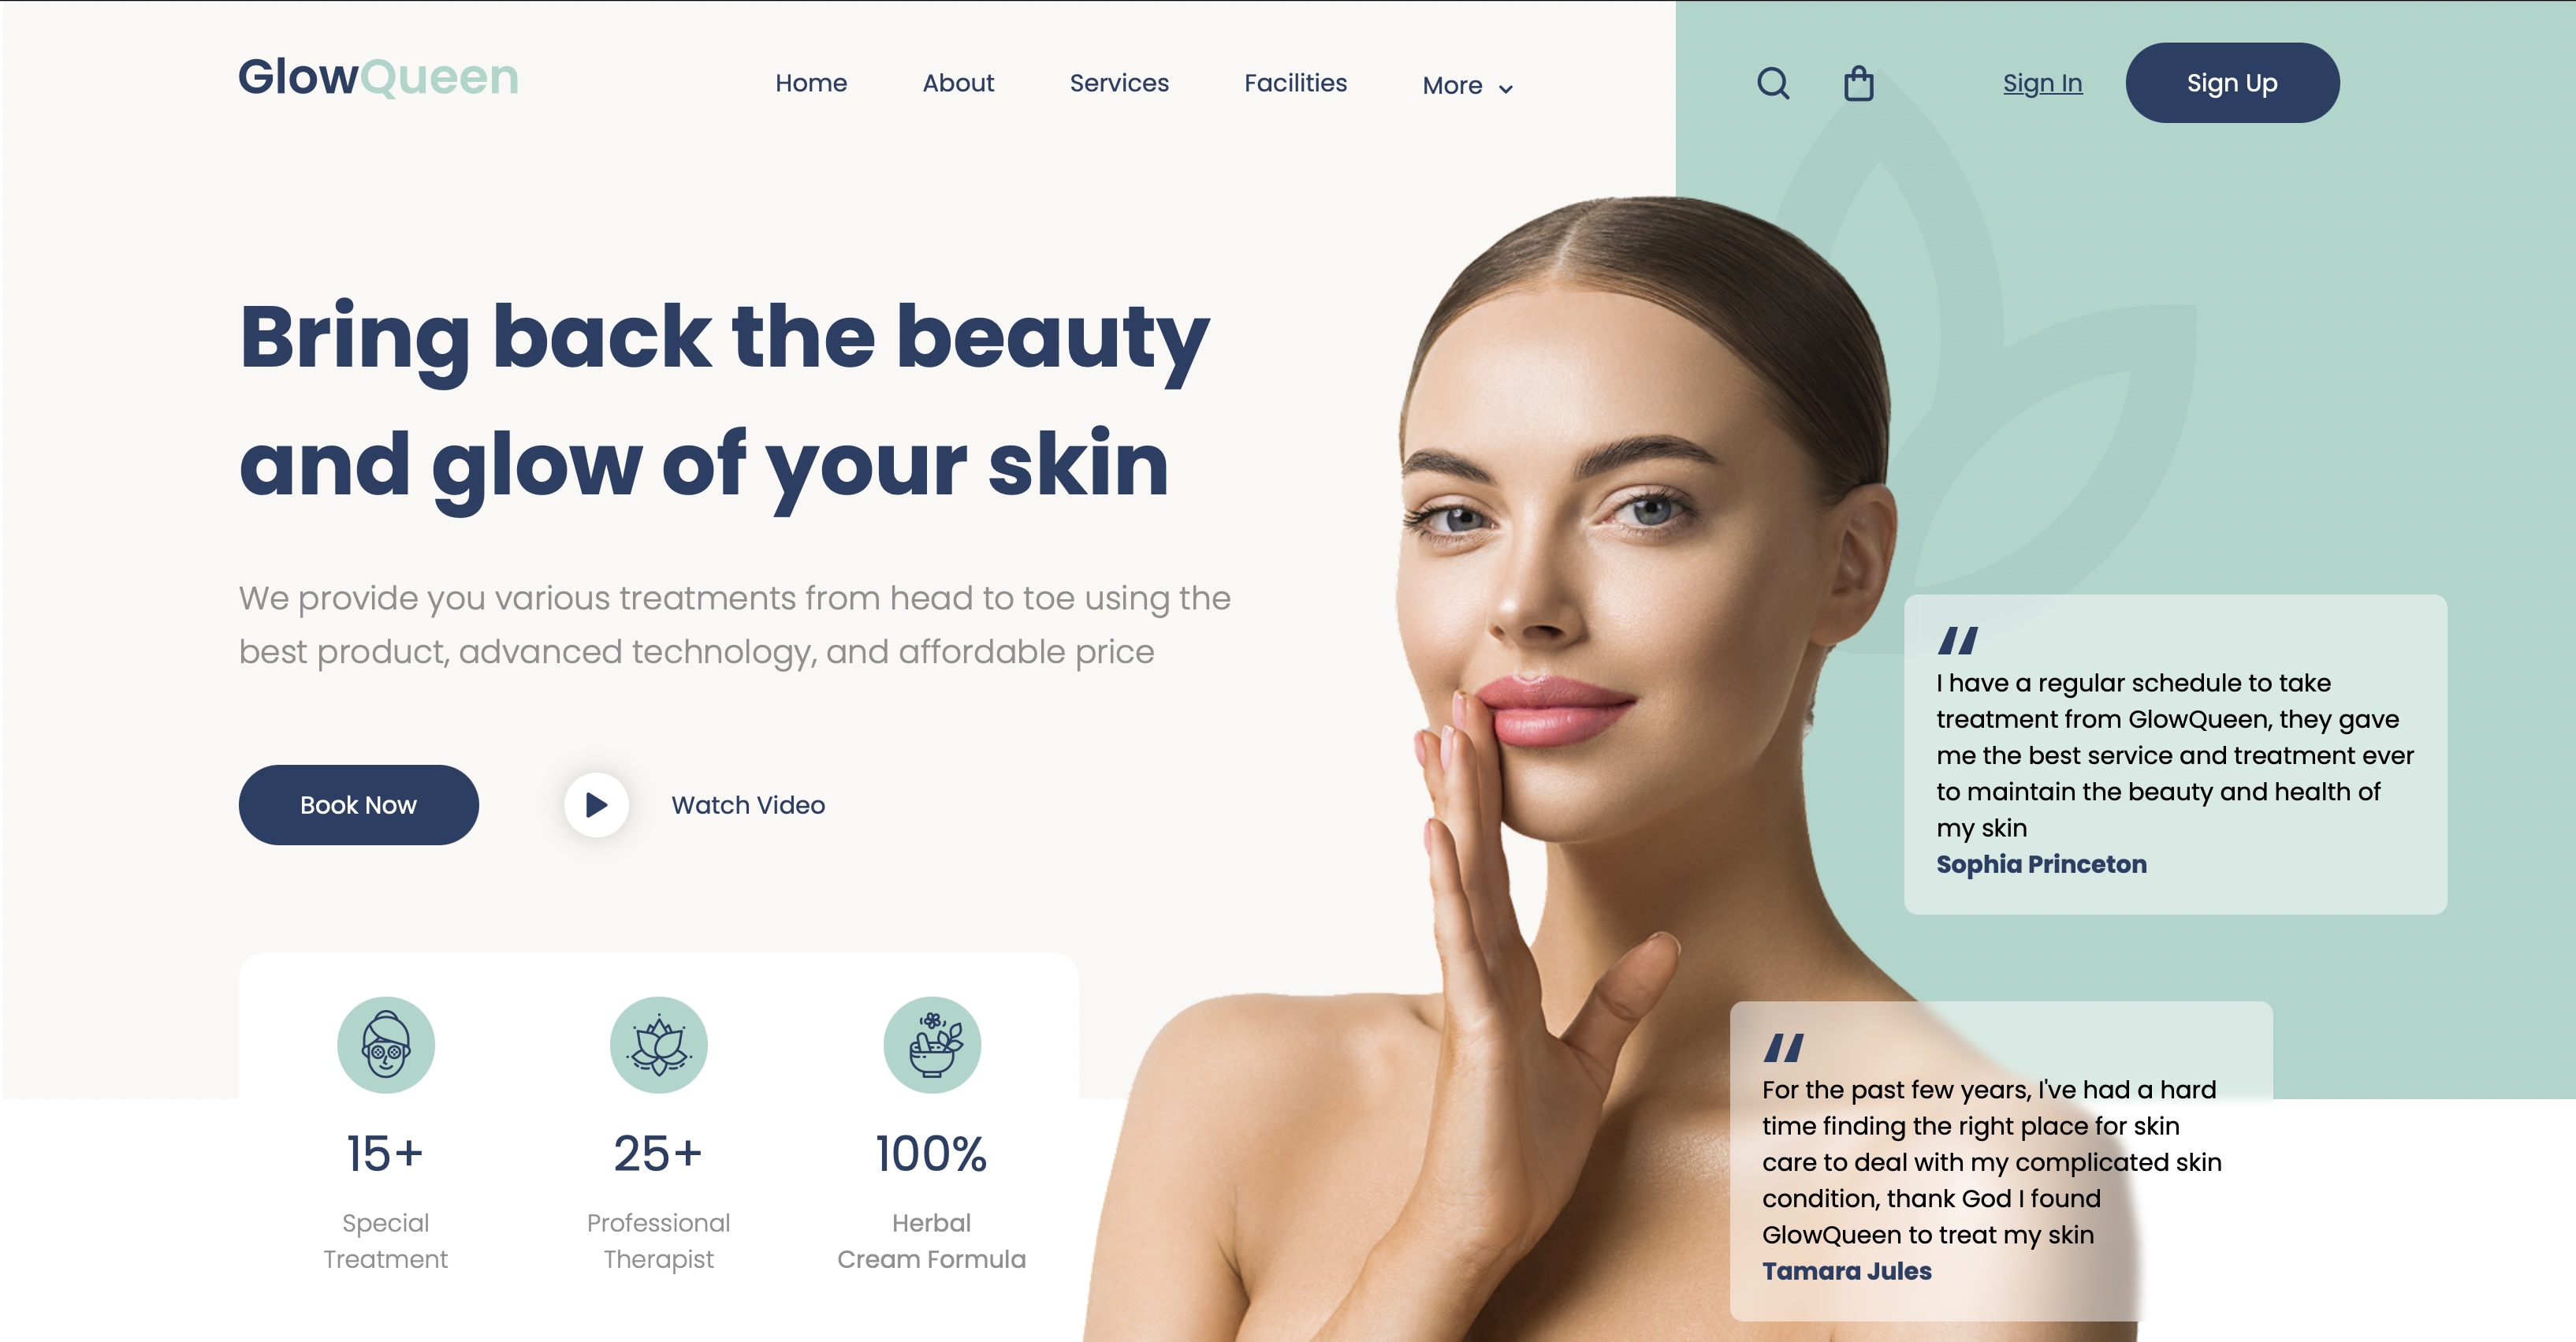 GlowQueen
Home
About
Services
Facilities
More
Sign In
Sign Up
Bring back the beauty
and glow of your skin
We provide you various treatments from head to toe using the
best product, advanced technology, and affordable price
Book Now
Watch Video
15+
Special
Treatment
25+
Professional
Therapist
100%
Herbal
Cream Formula
"
I have a regular schedule to take
treatment from GlowQueen, they gave
me the best service and treatment ever
to maintain the beauty and health of
my skin
Sophia Princeton
"
For the past few years, I've had a hard
time finding the right place for skin
care to deal with my complicated skin
condition, thank God I found
GlowQueen to treat my skin
Tamara Jules